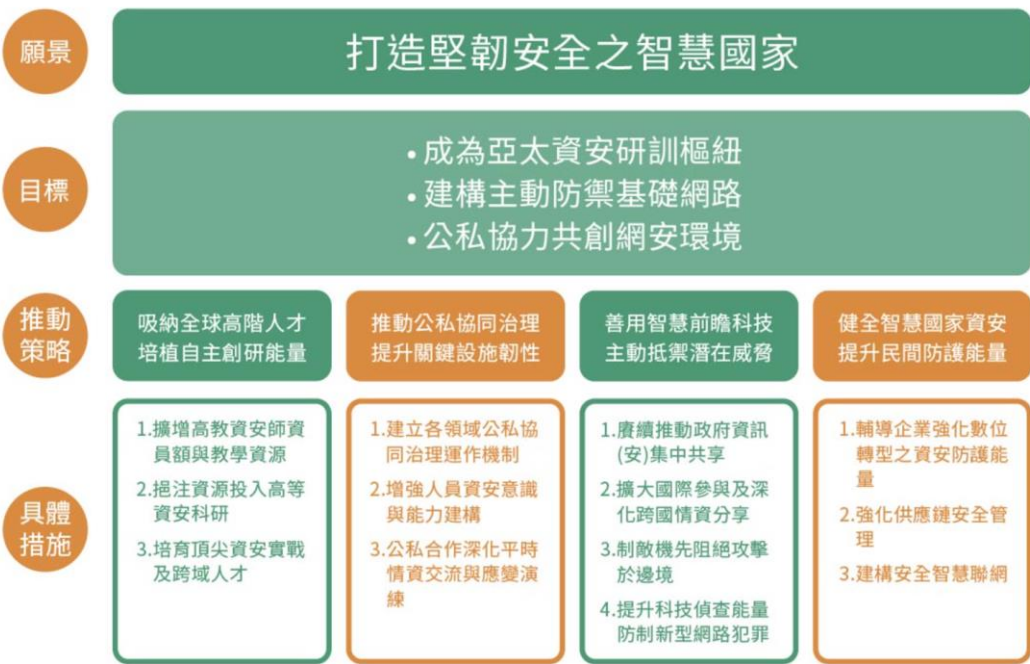 願景
打造堅韌安全之智慧國家
目標
•成為亞太資安研訓樞紐
•建構主動防禦基礎網路
•公私協力共創網安環境
推動
策略
吸納全球高階人才
培植自主創研能量
推動公私協同治理
提升關鍵設施韌性
善用智慧前瞻科技
主動抵禦潛在威脅
健全智慧國家資安
提升民間防護能量
具體
措施
1.擴增高教資安師資
員額與教學資源
2.挹注資源投入高等
資安科研
3.培育頂尖資安實戰
及跨域人才
1.建立各領域公私協
同治理運作機制
2.增強人員資安意識
與能力建構
3.公私合作深化平時
情資交流與應變演
練
1.賡續推動政府資訊
(安)集中共享
2.擴大國際參與及深
化跨國情資分享
3.制敵機先阻絕攻擊
於邊境
4.提升科技偵查能量
防制新型網路犯罪
1.輔導企業強化數位
轉型之資安防護能
量
2.強化供應鏈安全管
理
3.建構安全智慧聯網